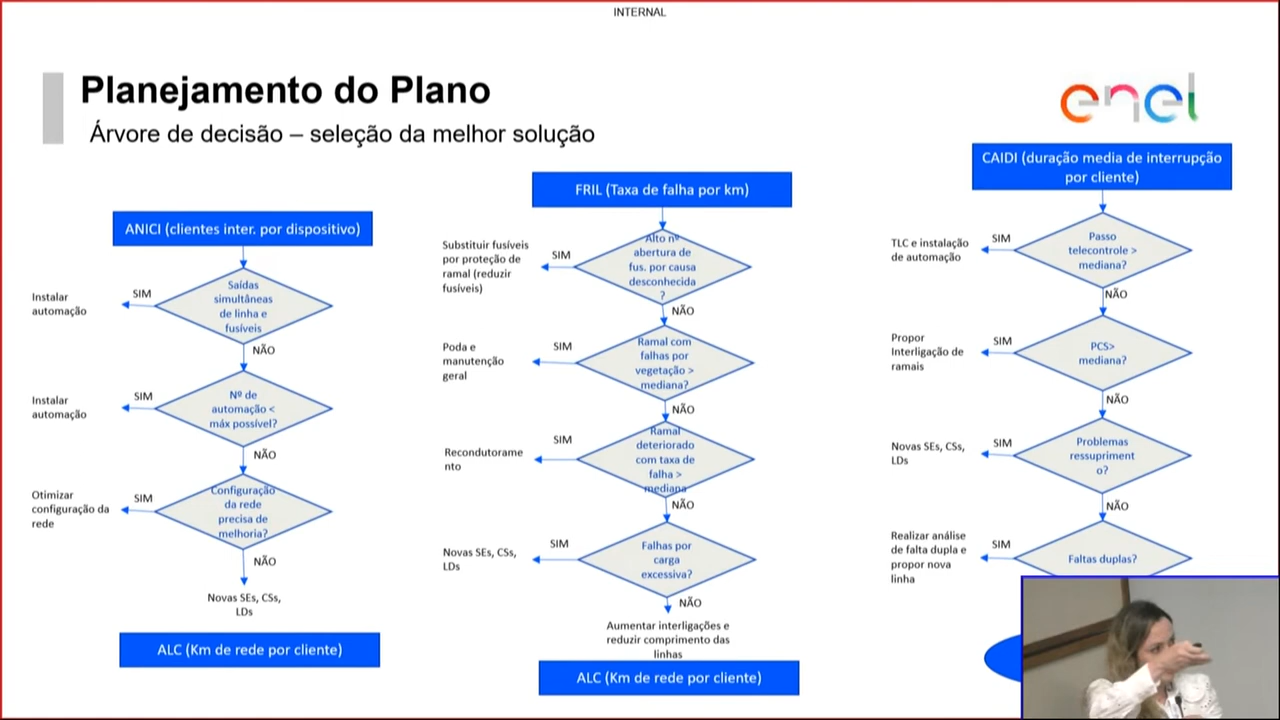 INTERNAL
Planejamento do Plano
Árvore de decisão – seleção da melhor solução
enel
ANICI (clientes inter. por dispositivo)
Saídas
simultâneas
de linha e
fusíveis
SIM
Instalar
automação
NÃO
Nº de
automação <
máx possível?
SIM
Instalar
automação
NÃO
Configuração
da rede
precisa de
melhoria?
SIM
Otimizar
configuração da
rede
NÃO
Novas SEs, CSs,
LDs
ALC (Km de rede por cliente)
FRIL (Taxa de falha por km)
Alto nº
abertura de
fus. por causa
desconhecida
?
SIM
Substituir fusíveis
por proteção de
ramal (reduzir
fusíveis)
NÃO
Ramal com
falhas por
vegetação >
mediana?
SIM
Poda e
manutenção
geral
NÃO
Ramal
deteriorado
com taxa de
falha >
mediana
SIM
Recondutorame
nto
NÃO
Falhas por
carga
excessiva?
SIM
Novas SEs, CSs,
LDs
NÃO
Aumentar interligações e
reduzir comprimento das
linhas
ALC (Km de rede por cliente)
CAIDI (duração media de interrupção
por cliente)
Passo
telecontrole >
mediana?
SIM
TLC e instalação
de automação
NÃO
PCS>
mediana?
SIM
Propor
Interligação de
ramais
NÃO
Problemas
ressupriment
o?
SIM
Novas SEs, CSs,
LDs
NÃO
Faltas duplas?
SIM
Realizar análise
de falta dupla e
propor nova
linha